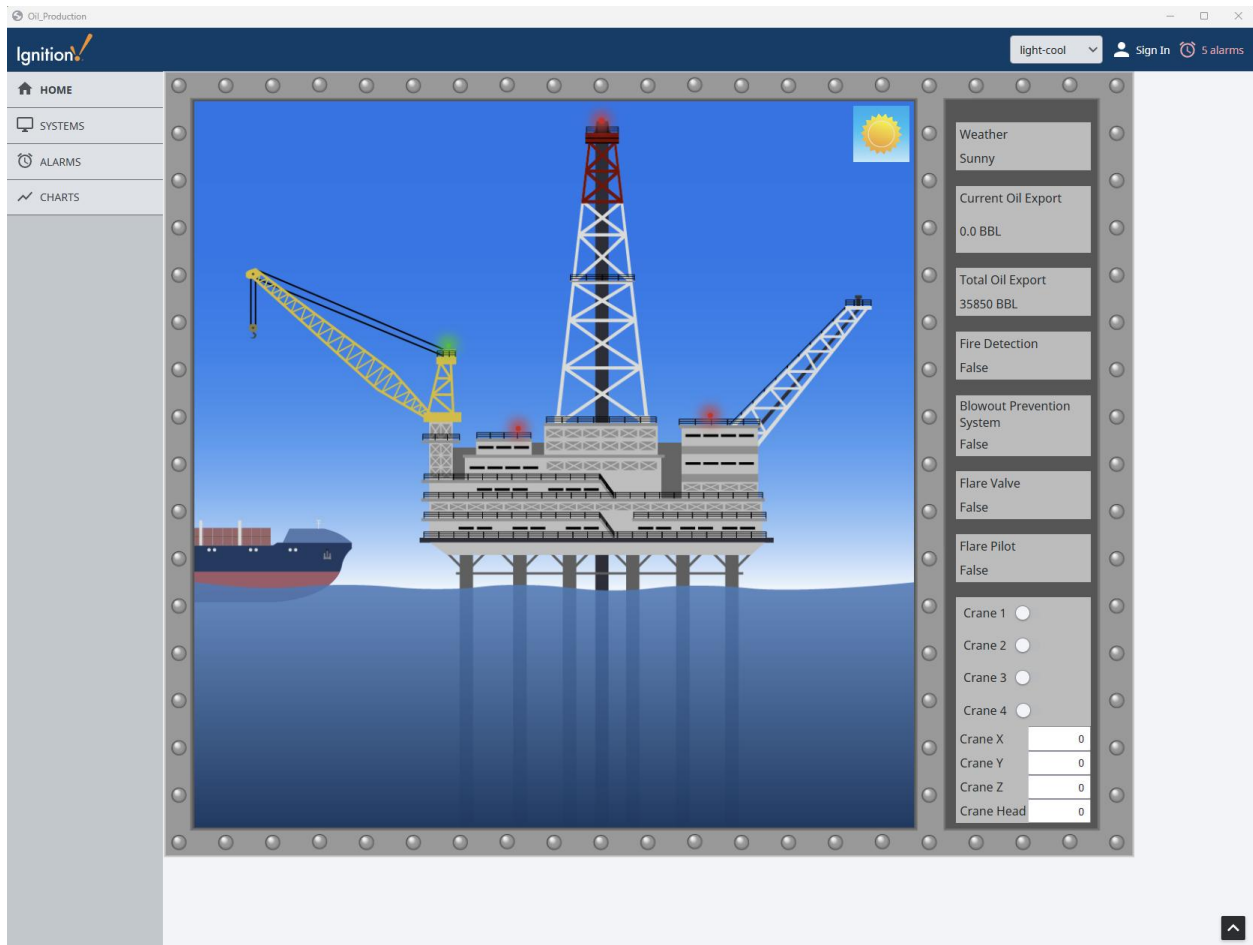 Oil_Production
Ignition!
light-cool
Sign In
5 alarms
HOME
SYSTEMS
ALARMS
CHARTS
Weather
Sunny
Current Oil Export
0.0 BBL
Total Oil Export
35850 BBL
Fire Detection
False
Blowout Prevention
System
False
Flare Valve
False
Flare Pilot
False
Crane 1
Crane 2
Crane 3
Crane 4
Crane X 0
Crane Y 0
Crane Z 0
Crane Head 0